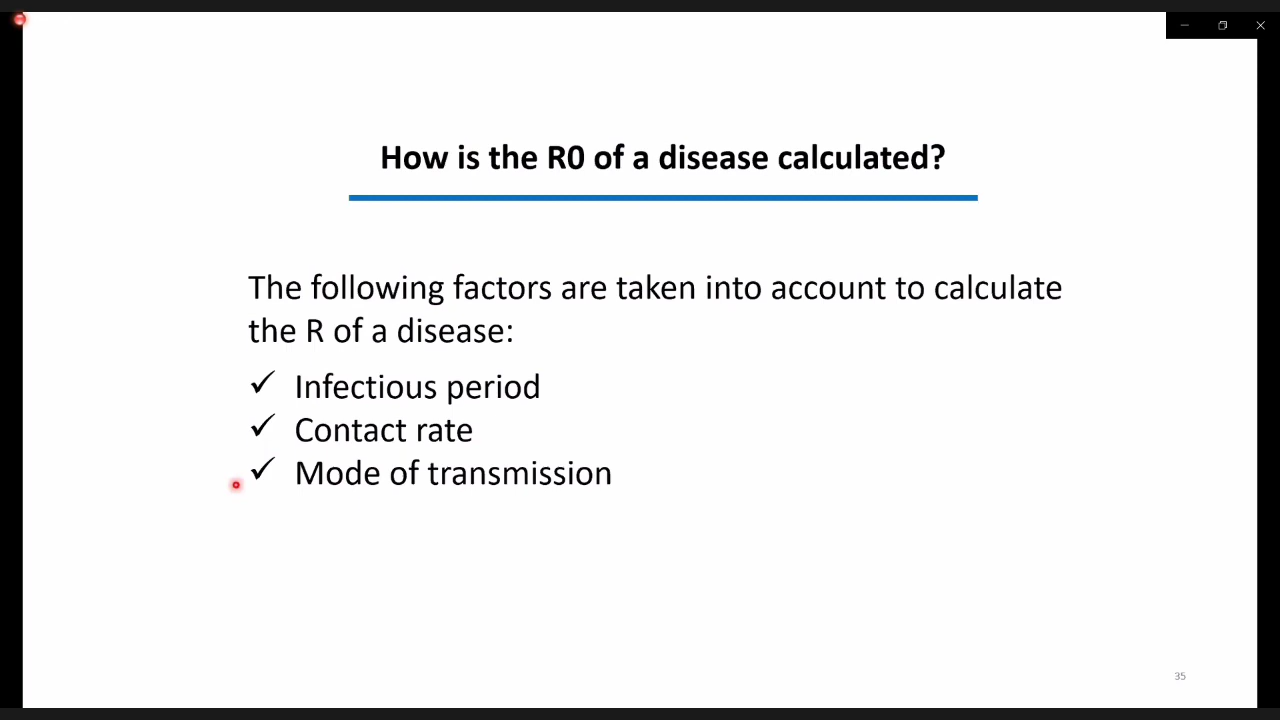 How is the R0 of a disease calculated?
The following factors are taken into account to calculate
the R of a disease:
✓ Infectious period
✓ Contact rate
✓ Mode of transmission
35